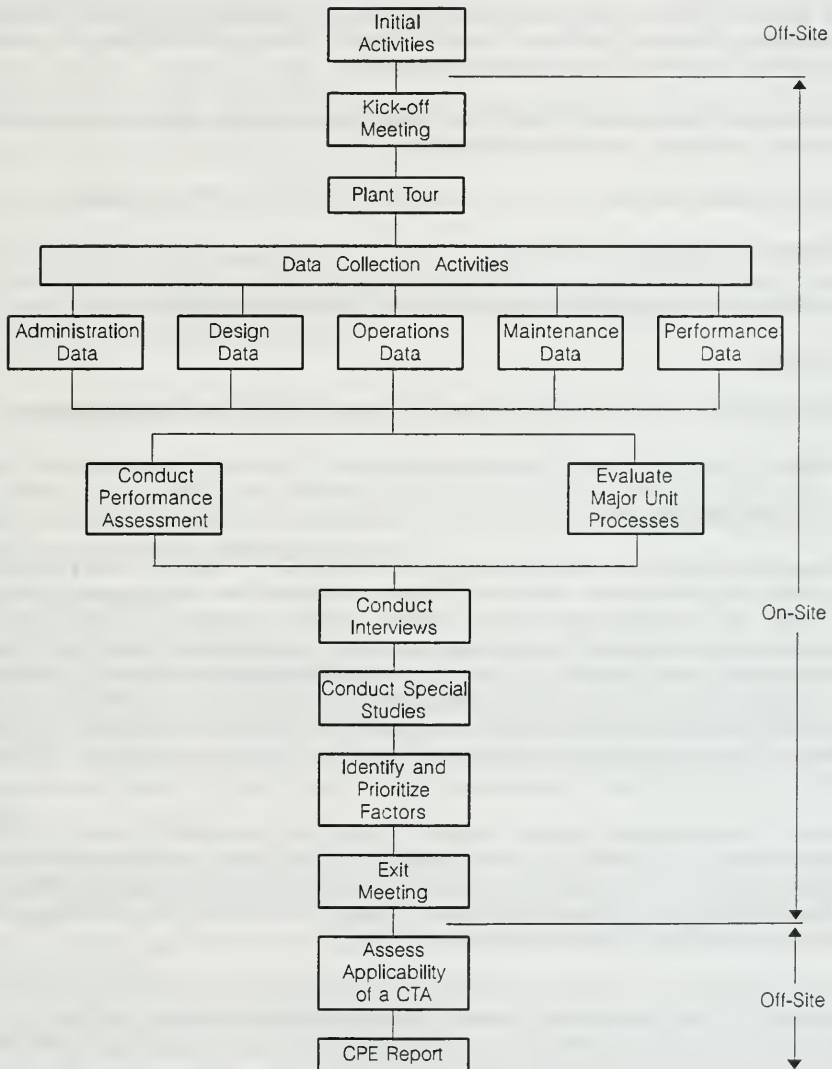 Initial
Activities
Off-Site
Kick-off
Meeting
Plant Tour
Data Collection Activities
Administration
Data
Design
Data
Operations
Data
Maintenance
Data
Performance
Data
Conduct
Performance
Assessment
Evaluate
Major Unit
Processes
Conduct
Interviews
On-Site
Conduct Special
Studies
Identify and
Prioritize
Factors
Exit
Meeting
Assess
Applicability
of a CTA
Off-Site
CPE Report